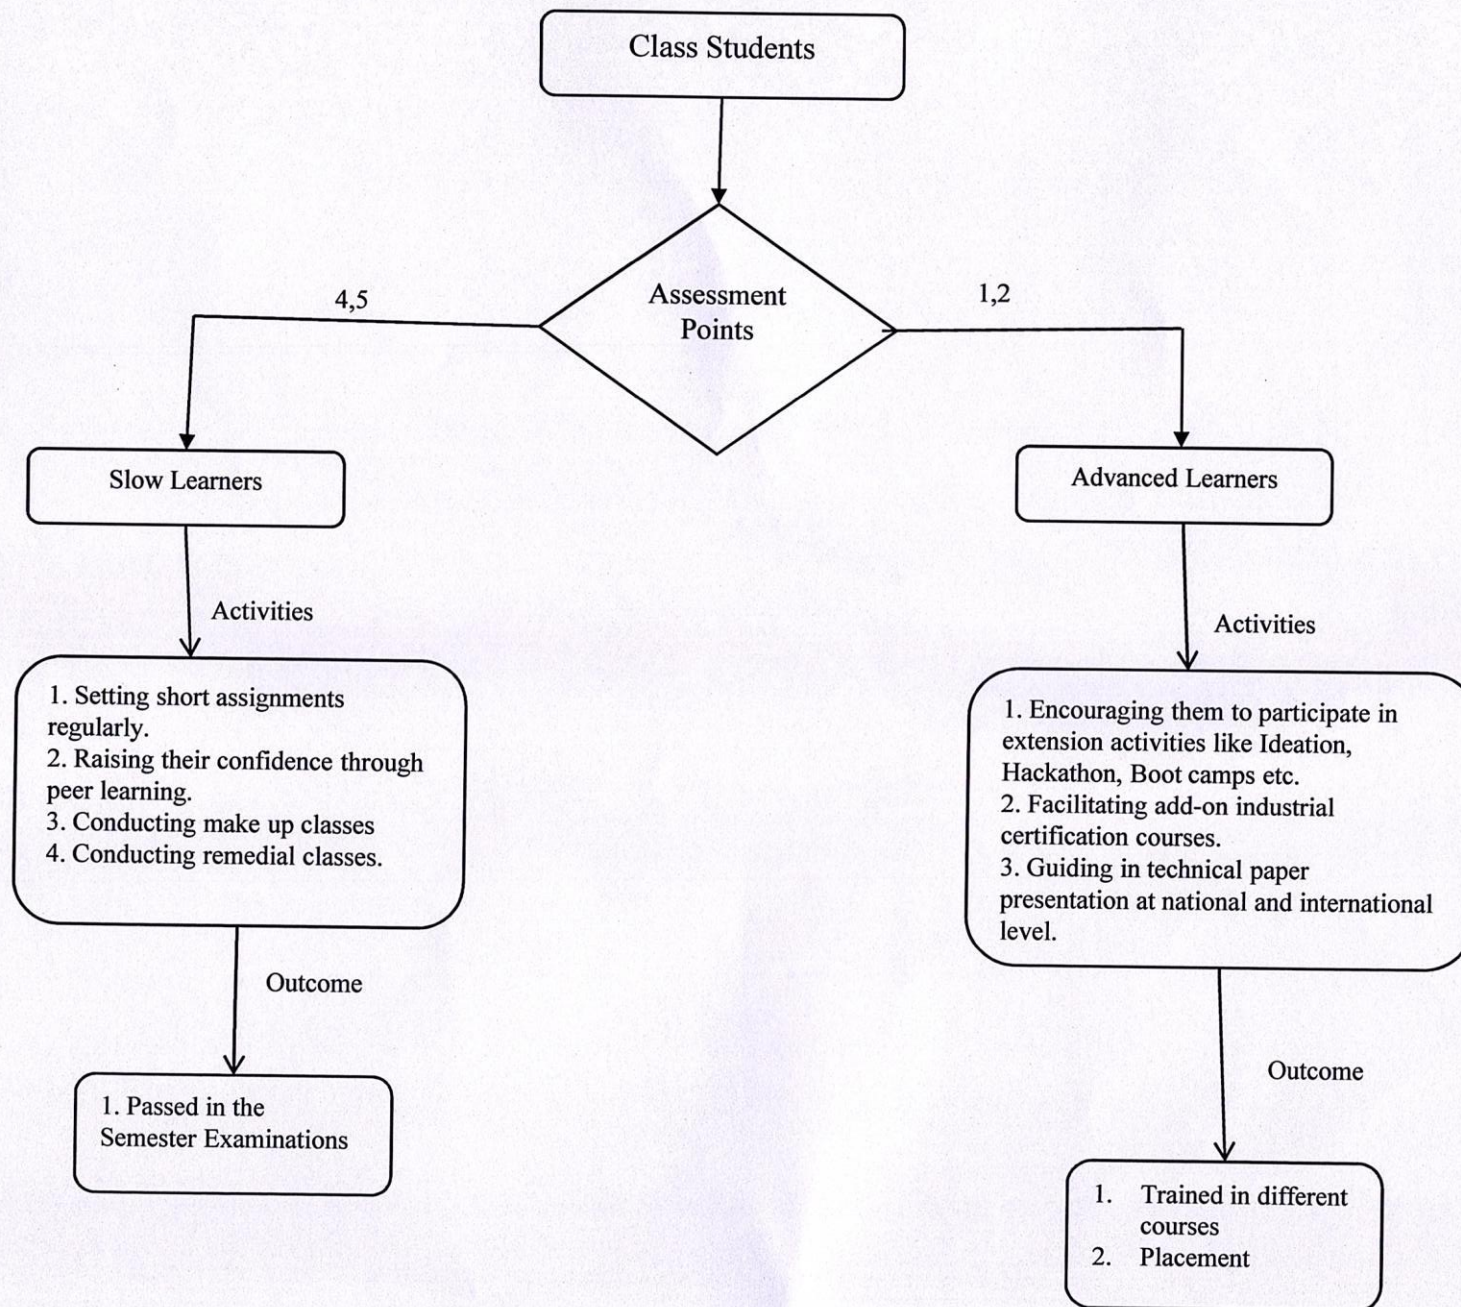 Class Students
Assessment
Points
4,5
1,2
Slow Learners
Advanced Learners
Activities
Activities
1. Setting short assignments
regularly.
2. Raising their confidence through
peer learning.
3. Conducting make up classes
4. Conducting remedial classes.
1. Encouraging them to participate in
extension activities like Ideation,
Hackathon, Boot camps etc.
2. Facilitating add-on industrial
certification courses.
3. Guiding in technical paper
presentation at national and international
level.
Outcome
Outcome
1. Passed in the
Semester Examinations
1. Trained in different
courses
2. Placement